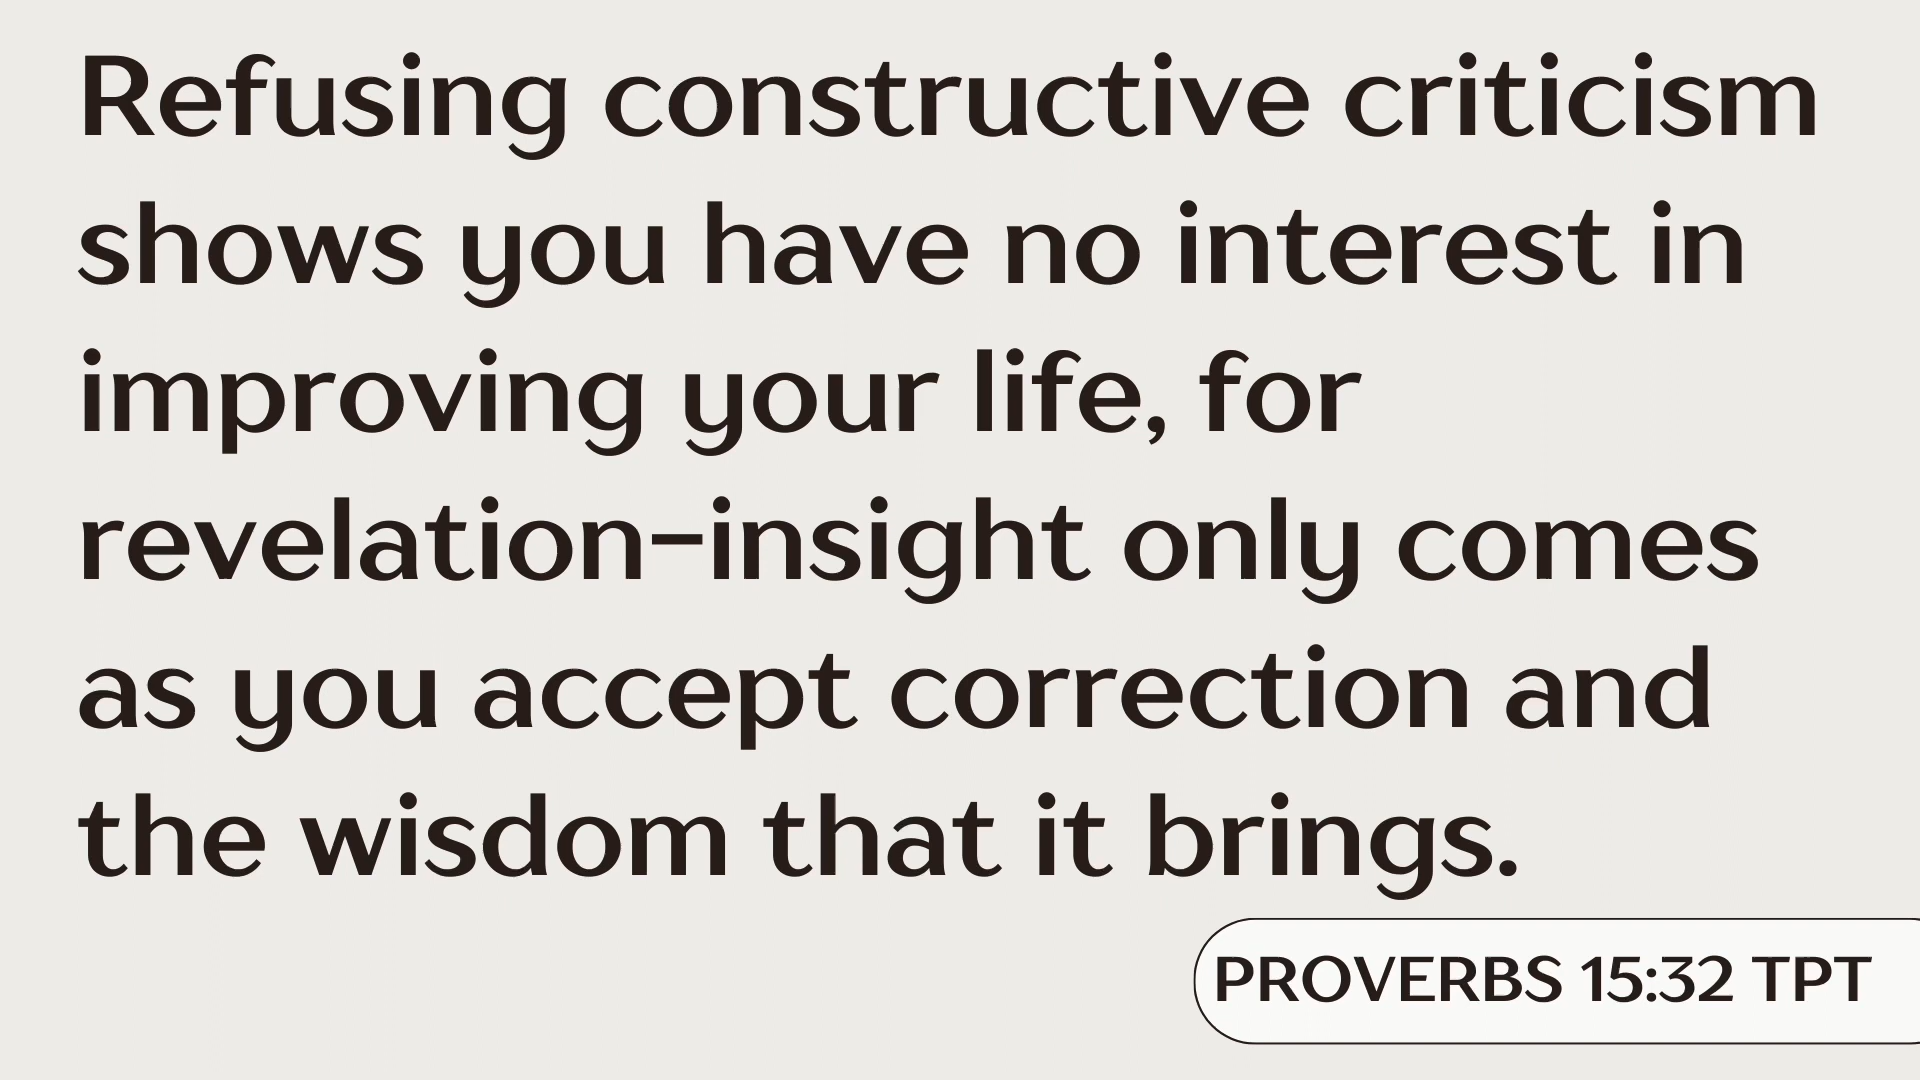 Refusing constructive criticism
shows you have no interest in
improving your life, for
revelation-insight only comes
as you accept correction and
the wisdom that it brings.
PROVERBS 15:32 TPT